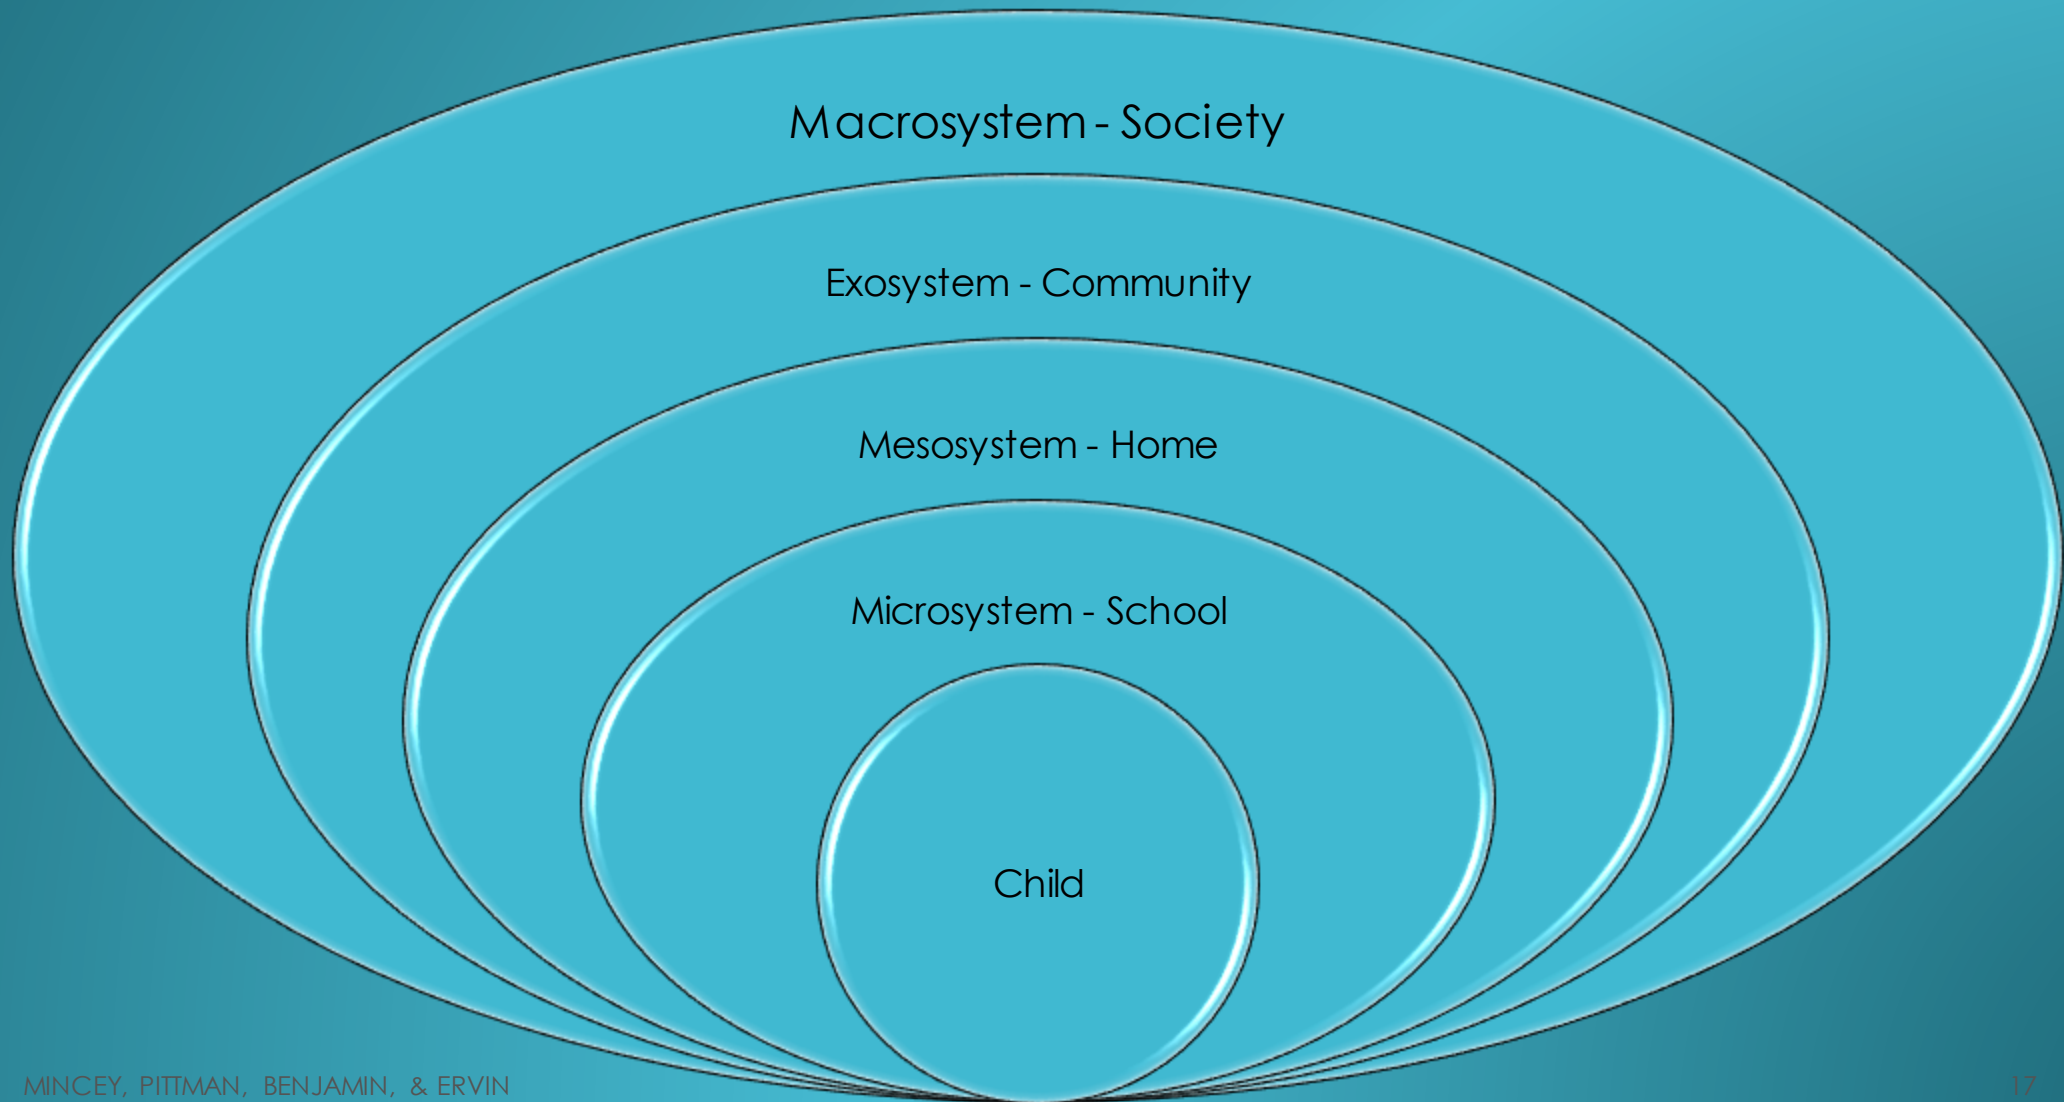 Macrosystem - Society
Exosystem - Community
Mesosystem - Home
Microsystem - School
Child
MINCEY, PITTMAN, BENJAMIN, & ERVIN
17